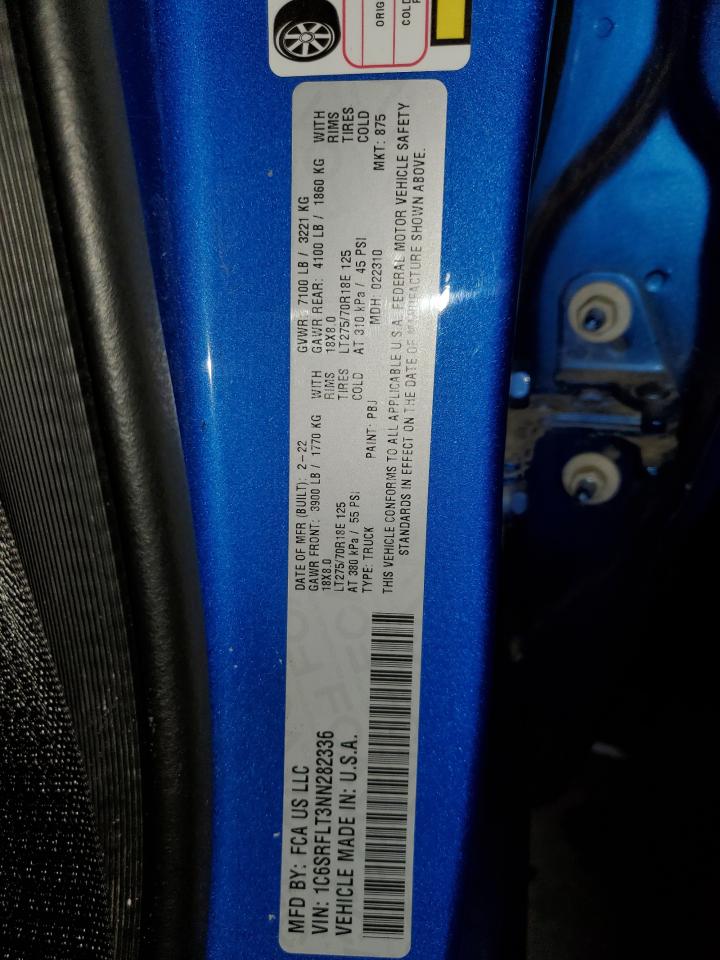 ORIG
COLD
MFD BY: FCA US LLC
VIN: 1C6SRFLT3NN282336
VEHICLE MADE IN: U.S.A.
DATE OF MFR (BUILT): 2-22
GAWR FRONT: 3900 LB / 1770 KG WITH
18X8.0 RIMS
LT275/70R18E 125 TIRES
AT 380 kPa / 55 PSI COLD
TYPE: TRUCK PAINT: PBJ
GVWR: 7100 LB / 3221 KG
GAWR REAR: 4100 LB / 1860 KG WITH
18X8.0 RIMS
LT275/70R18E 125 TIRES
AT 310 kPa / 45 PSI COLD
MDH: 022310 MKT: 875
THIS VEHICLE CONFORMS TO ALL APPLICABLE U.S.A. FEDERAL MOTOR VEHICLE SAFETY
STANDARDS IN EFFECT ON THE DATE OF MANUFACTURE SHOWN ABOVE.